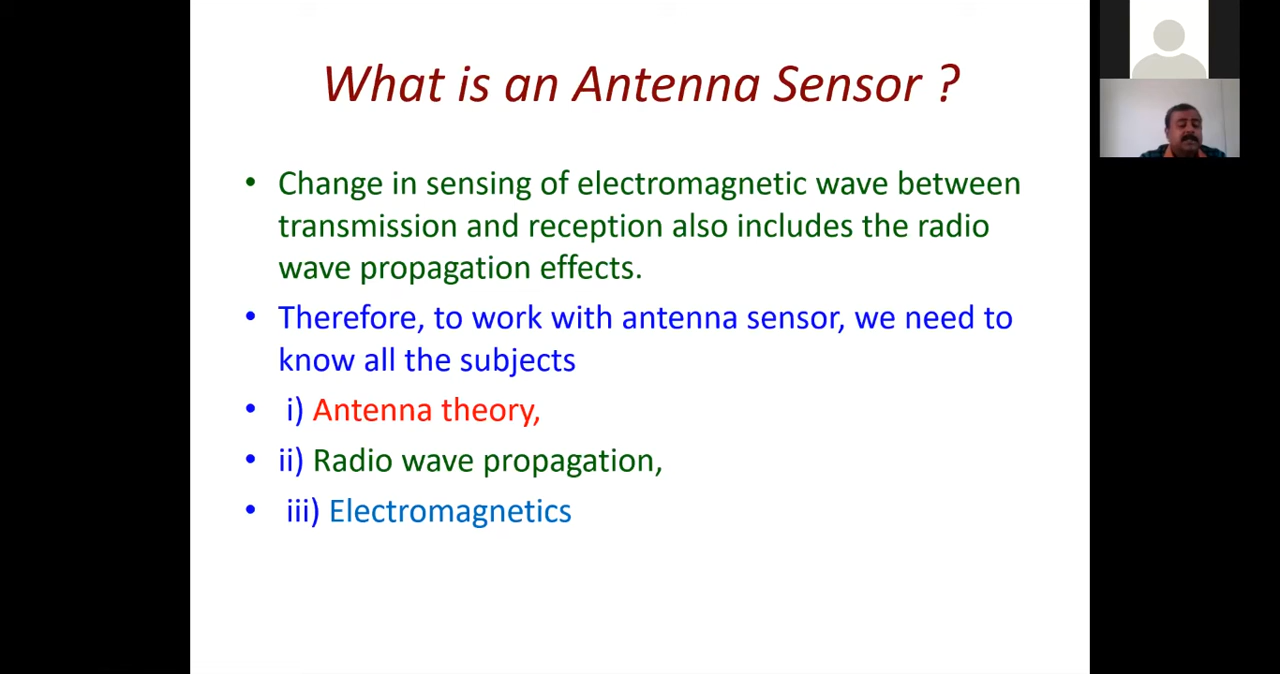 What is an Antenna Sensor ?
• Change in sensing of electromagnetic wave between
transmission and reception also includes the radio
wave propagation effects.
• Therefore, to work with antenna sensor, we need to
know all the subjects
• i) Antenna theory,
• ii) Radio wave propagation,
• iii) Electromagnetics